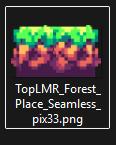 TopLMR_Forest_
Place_Seamless_
pix33.png